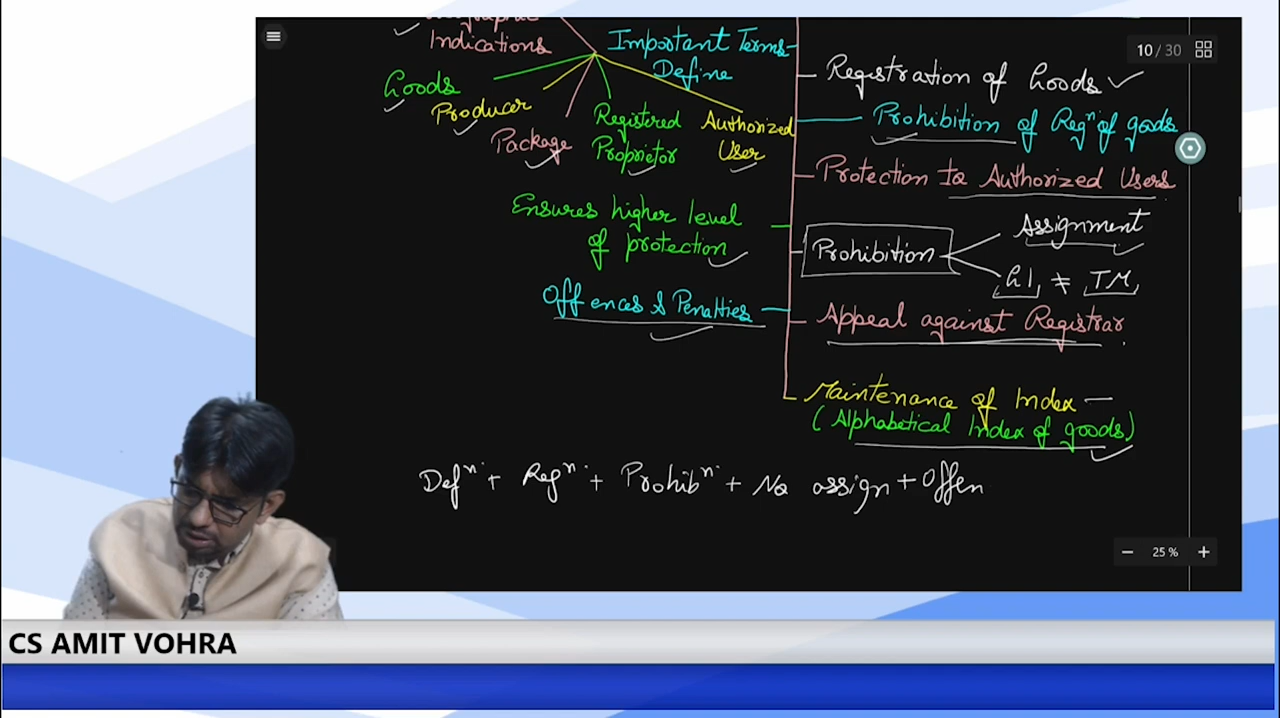 Indications
Important Terms-
Define
Goods
Producer
Package
Registered
Proprietor
Authorized
User
Ensures higher level
of protection
Offences & Penalties
10 / 30
Registration of Goods
Prohibition of Regⁿ of goods
Protection to Authorized Users
Prohibition
Assignment
GI ≠ TM
Appeal against Registrar
Maintenance of Index
(Alphabetical Index of goods)
Defⁿ + Regⁿ + Prohibⁿ + No assign + Offen
25 %
CS AMIT VOHRA